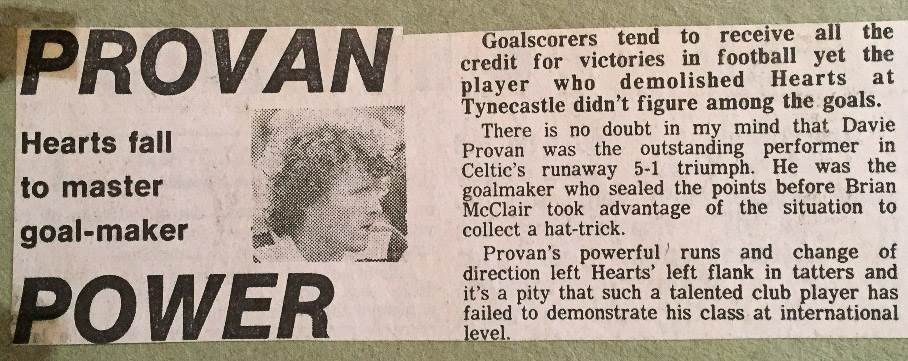 PROVAN
Hearts fall
to master
goal-maker
POWER
Goalscorers tend to receive all the
credit for victories in football yet the
player who demolished Hearts at
Tynecastle didn't figure among the goals.
There is no doubt in my mind that Davie
Provan was the outstanding performer in
Celtic's runaway 5-1 triumph. He was the
goalmaker who sealed the points before Brian
McClair took advantage of the situation to
collect a hat-trick.
Provan's powerful runs and change of
direction left Hearts' left flank in tatters and
it's a pity that such a talented club player has
failed to demonstrate his class at international
level.